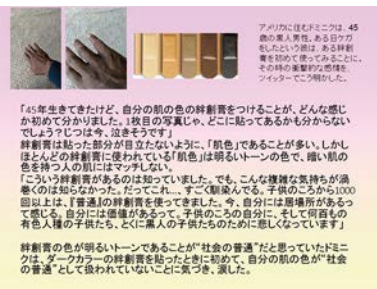 アメリカに住むドミニクは、45
歳の黒人男性。ある日ケガ
をしたという彼は、ある絆創
膏を初めて使ってみることに。
その時の衝撃的な感情を
ツイッターでこう明かした。
「45年生きてきたけど、自分の肌の色の絆創膏をつけることが、どんな感じ
か初めて分かりました。1枚目の写真じゃ、どこに貼ってあるかも分からない
でしょう?じつは今、泣きそうです」
絆創膏は貼った部分が目立たないように、「肌色」であることが多い。しかし
ほとんどの絆創膏に使われている「肌色」は明るいトーンの色で、暗い肌の
色を持つ人の肌にはマッチしない。
「こういう絆創膏があるのは知っていました。でも、こんな複雑な気持ちが渦
巻くのは知らなかった。だってこれ…、すごく馴染んでる。子供のころから1000
回以上は、『普通』の絆創膏を使ってきました。今、自分には居場所があるっ
て感じる。自分には価値があるって。子供のころの自分に、そして何百もの
有色人種の子供たち、とくに黒人の子供たちのために悲しくなっています」
絆創膏の色が明るいトーンであることが“社会の普通”だと思っていたドミニ
クは、ダークカラーの絆創膏を貼ったときに初めて、自分の肌の色が“社会
の普通”として扱われていないことに気づき、涙した。